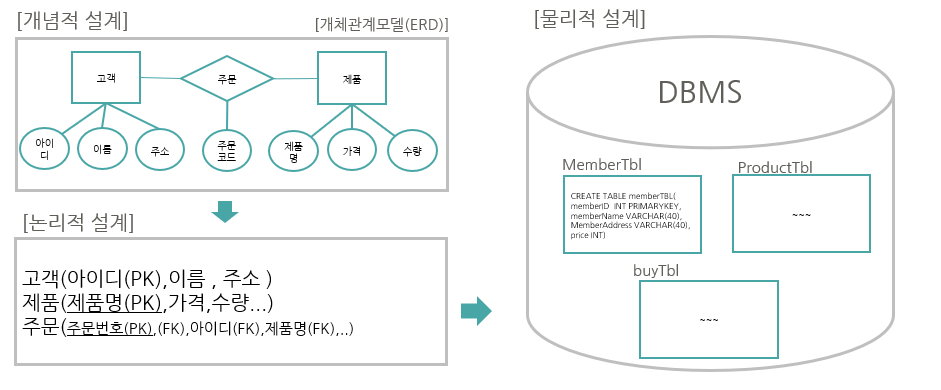 [개념적 설계]
[개체관계모델(ERD)]
고객
주문
제품
아이
디
이름
주소
주문
코드
제품
명
가격
수량
[논리적 설계]
고객(아이디(PK),이름 , 주소 )
제품(제품명(PK),가격,수량...)
주문(주문번호(PK),(FK),아이디(FK),제품명(FK),..)
[물리적 설계]
DBMS
MemberTbl
CREATE TABLE memberTBL(
memberID INT PRIMARYKEY,
memberName VARCHAR(40),
MemberAddress VARCHAR(40),
price INT)
ProductTbl
~~~
buyTbl
~~~